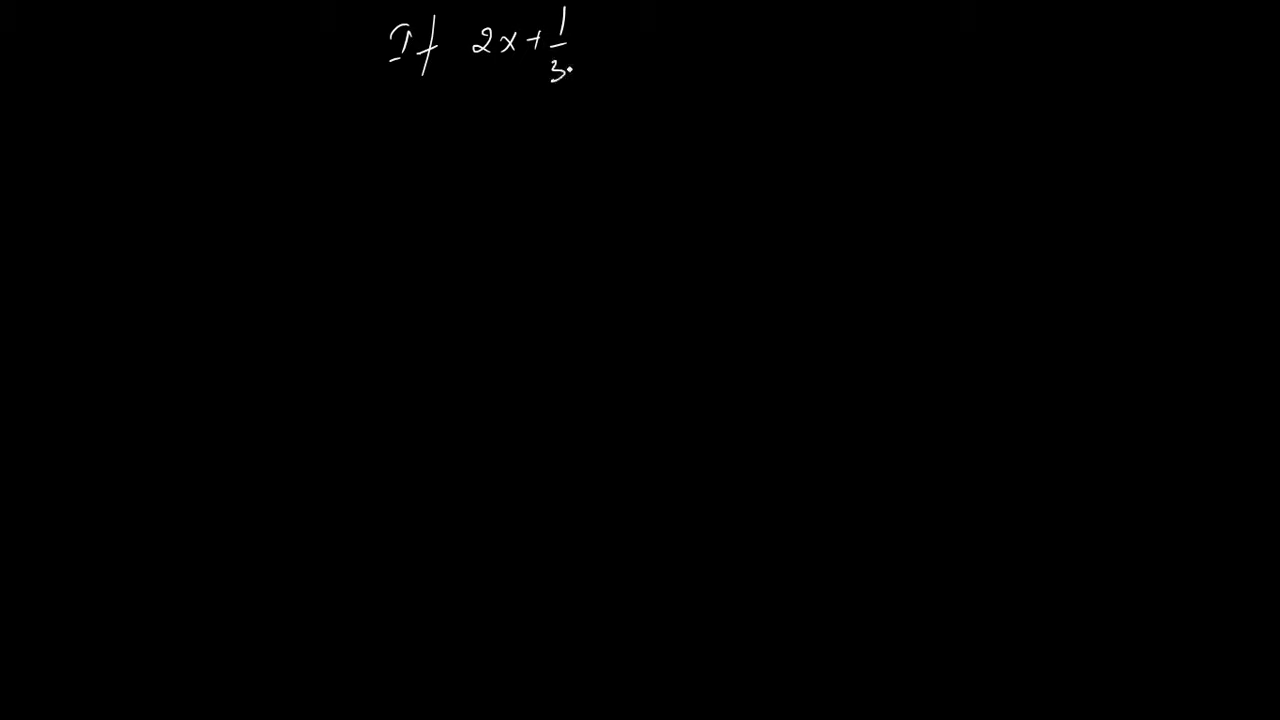 If 2x + 1/3